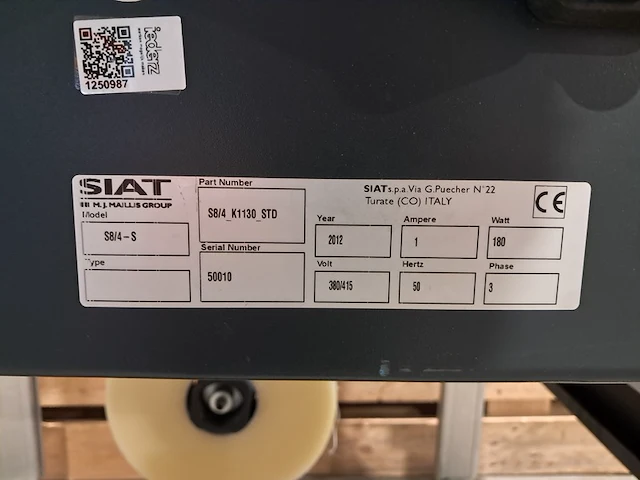 1250987
SIAT
M.J. MAILLIS GROUP
Model
S8/4-S
Type
Part Number
S8/4_K1130_STD
Serial Number
50010
SIAT s.p.a. Via G.Puecher N°22
Turate (CO) ITALY
CE
Year
2012
Ampere
1
Watt
180
Volt
380/415
Hertz
50
Phase
3